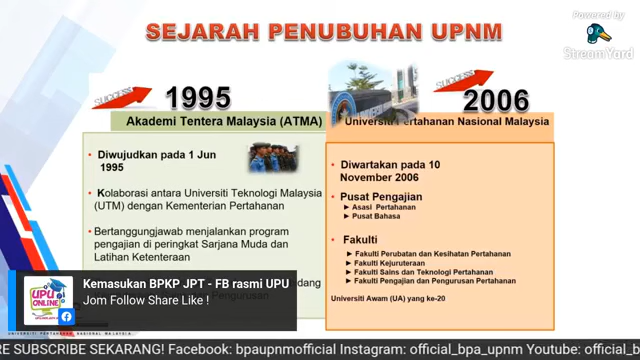 SEJARAH PENUBUHAN UPNM
Powered by
StreamYard
SUCCESS
1995
Akademi Tentera Malaysia (ATMA)
Diwujudkan pada 1 Jun
1995
Kolaborasi antara Universiti Teknologi Malaysia
(UTM) dengan Kementerian Pertahanan
Bertanggungjawab menjalankan program
pengajian di peringkat Sarjana Muda dan
Latihan Ketenteraan
SUCCESS
2006
Universiti Pertahanan Nasional Malaysia
Diwartakan pada 10
November 2006
Pusat Pengajian
Asasi Pertahanan
Pusat Bahasa
Fakulti
Fakulti Perubatan dan Kesihatan Pertahanan
Fakulti Kejuruteraan
Fakulti Sains dan Teknologi Pertahanan
Fakulti Pengajian dan Pengurusan Pertahanan
Universiti Awam (UA) yang ke-20
UPU
ONLINE
Kemasukan BPKP JPT - FB rasmi UPU
Jom Follow Share Like !
RE SUBSCRIBE SEKARANG! Facebook: bpaupnmofficial Instagram: official_bpa_upnm Youtube: official_b